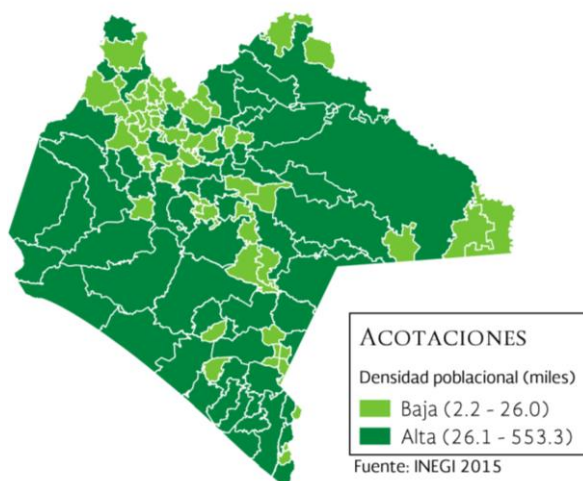 ACOTACIONES
Densidad poblacional (miles)
Baja (2.2 - 26.0)
Alta (26.1 - 553.3)
Fuente: INEGI 2015